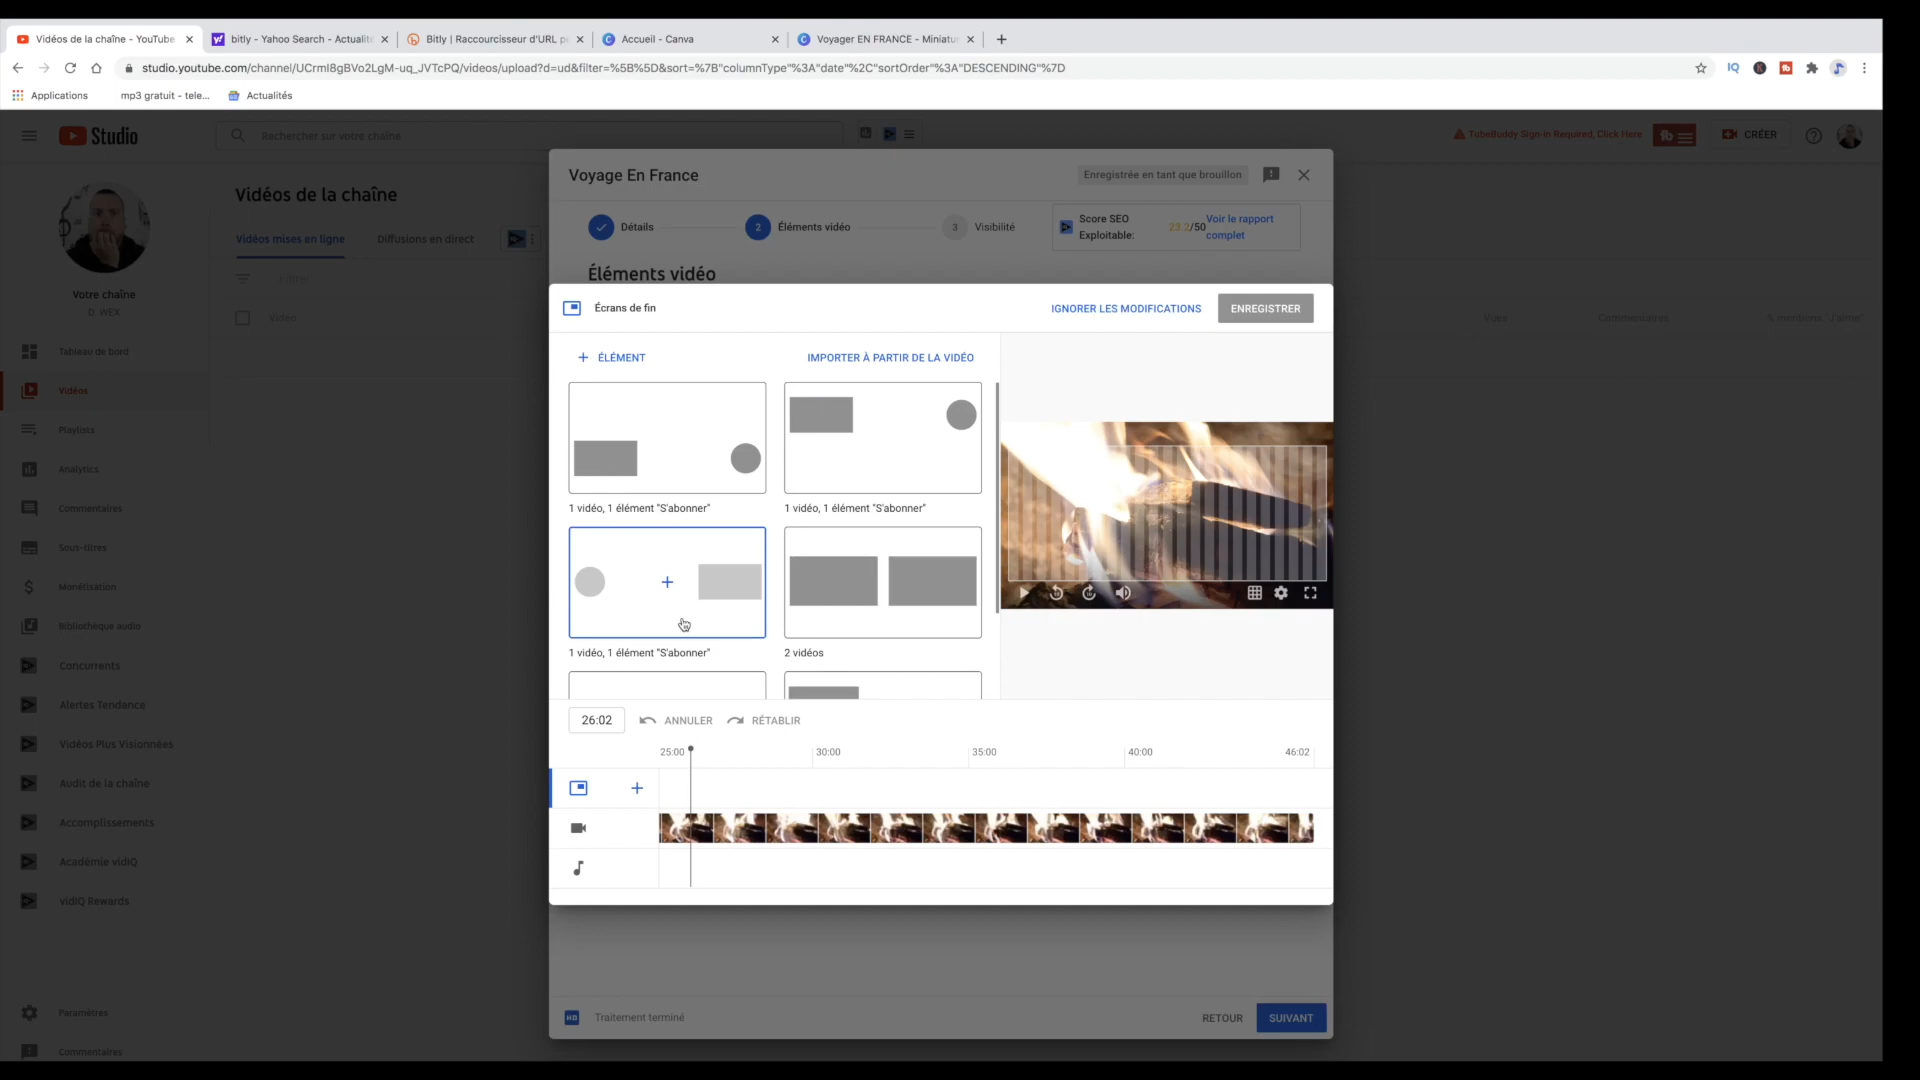 Vidéos de la chaîne - YouTube
bitly - Yahoo Search - Actualité
Bitly | Raccourcisseur d'URL pe
Accueil - Canva
Voyager EN FRANCE - Miniatu
studio.youtube.com/channel/UCrmI8gBVo2LgM-uq_JVTcPQ/videos/upload?d=ud&filter=%5B%5D&sort=%7B"columnType"%3A"date"%2C"sortOrder"%3A"DESCENDING"%7D
Applications
mp3 gratuit - tele...
Actualités
Studio
Rechercher sur votre chaîne
TubeBuddy Sign-in Required, Click Here
CRÉER
Voyage En France
Enregistrée en tant que brouillon
Vidéos de la chaîne
Vidéos mises en ligne
Diffusions en direct
Détails
2
Éléments vidéo
3
Visibilité
Score SEO
Exploitable:
23.2/50
Voir le rapport
complet
Éléments vidéo
Filtrer
Votre chaîne
D. WEX
Vidéo
Vues
Commentaires
Écrans de fin
IGNORER LES MODIFICATIONS
ENREGISTRER
ÉLÉMENT
IMPORTER À PARTIR DE LA VIDÉO
Tableau de bord
Vidéos
Playlists
Analytics
Commentaires
Sous-titres
Monétisation
Bibliothèque audio
Concurrents
Alertes Tendance
Vidéos Plus Visionnées
Audit de la chaîne
Accomplissements
Académie vidIQ
vidIQ Rewards
Paramètres
Commentaires
1 vidéo, 1 élément "S'abonner"
1 vidéo, 1 élément "S'abonner"
1 vidéo, 1 élément "S'abonner"
2 vidéos
26:02
ANNULER
RÉTABLIR
25:00
30:00
35:00
40:00
46:02
HD
Traitement terminé
RETOUR
SUIVANT